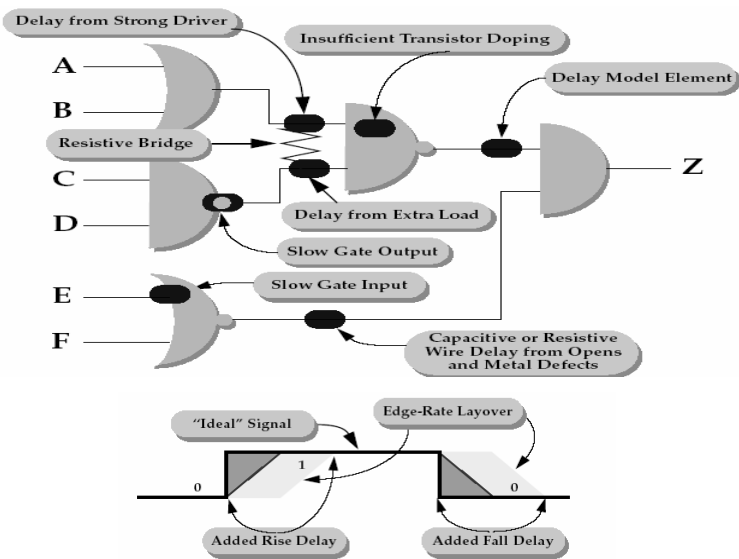 Delay from Strong Driver
Insufficient Transistor Doping
Delay Model Element
A
B
Resistive Bridge
C
Z
D
Delay from Extra Load
Slow Gate Output
E
Slow Gate Input
F
Capacitive or Resistive
Wire Delay from Opens
and Metal Defects
"Ideal" Signal
Edge-Rate Layover
1
0
0
Added Rise Delay
Added Fall Delay